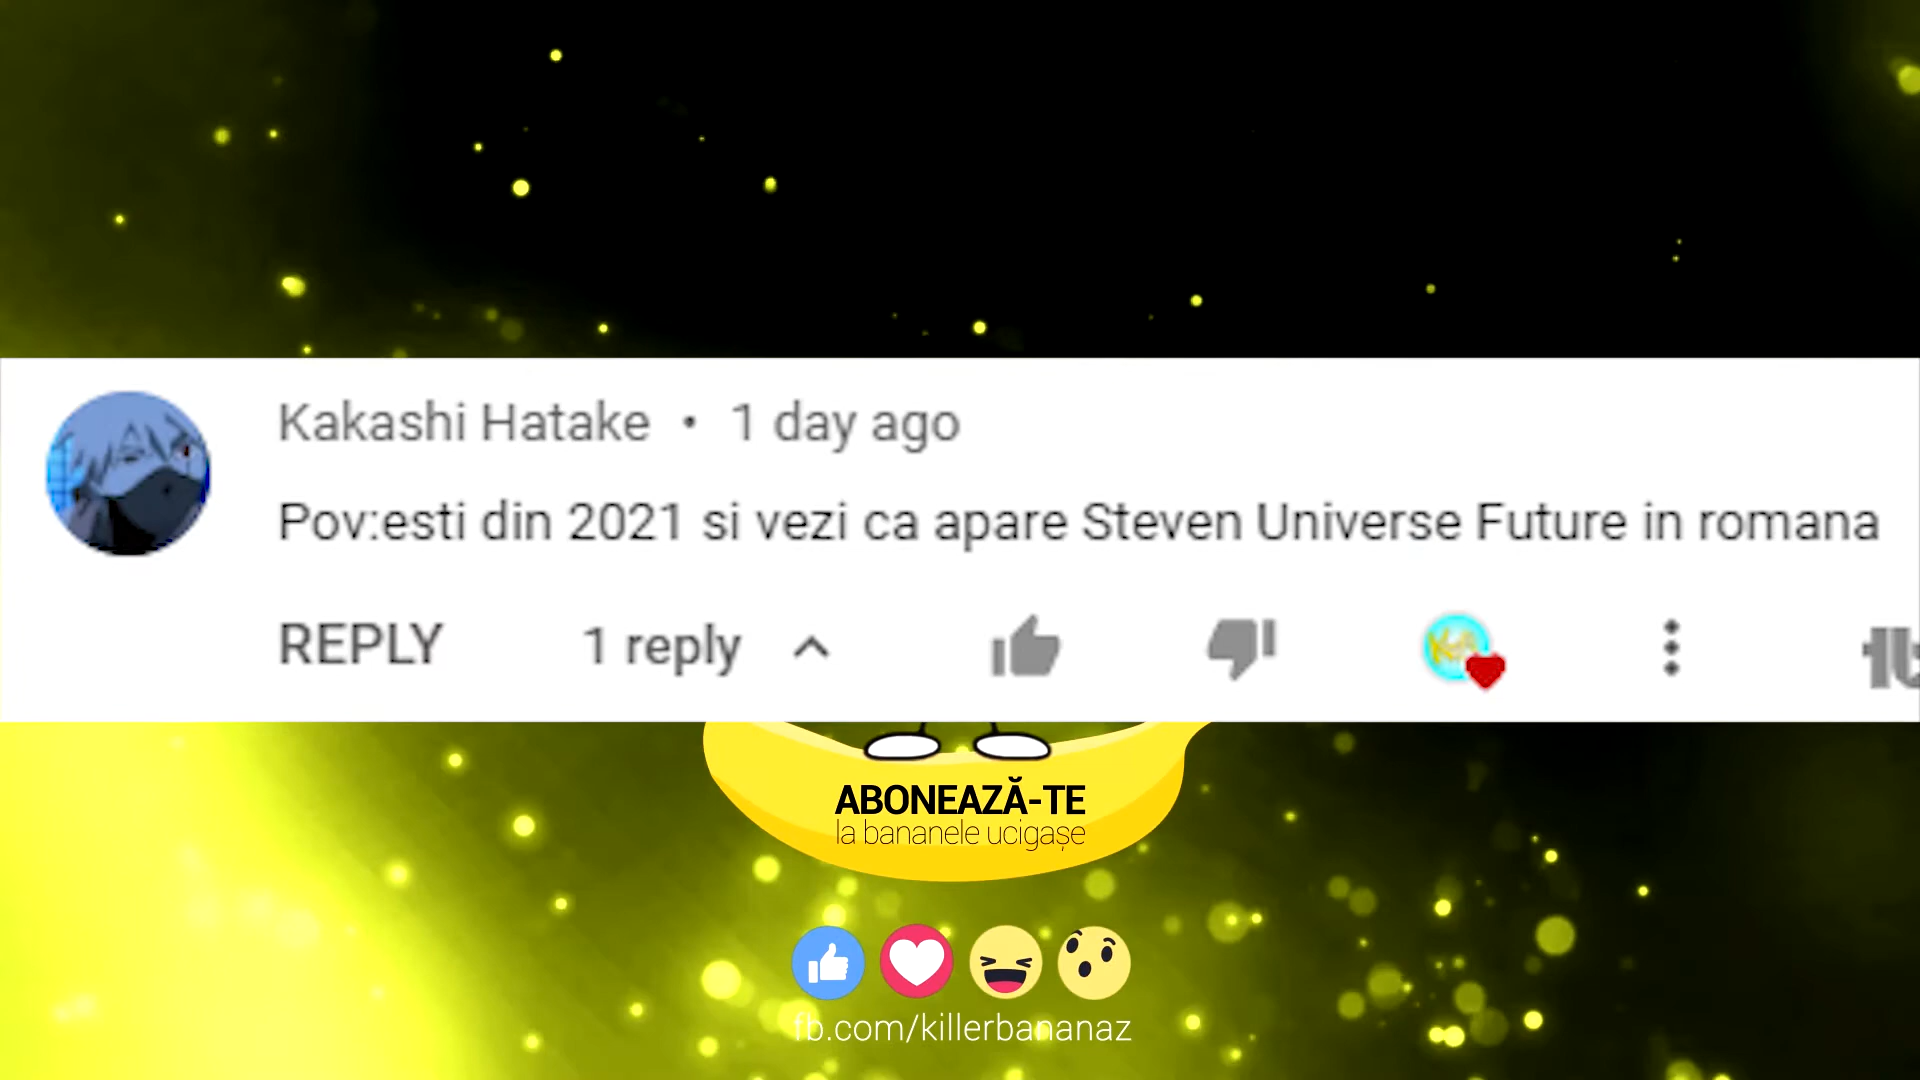 Kakashi Hatake • 1 day ago
Pov:esti din 2021 si vezi ca apare Steven Universe Future in romana
REPLY 1 reply
ABONEAZĂ-TE
la bananele ucigașe
fb.com/killerbananaz